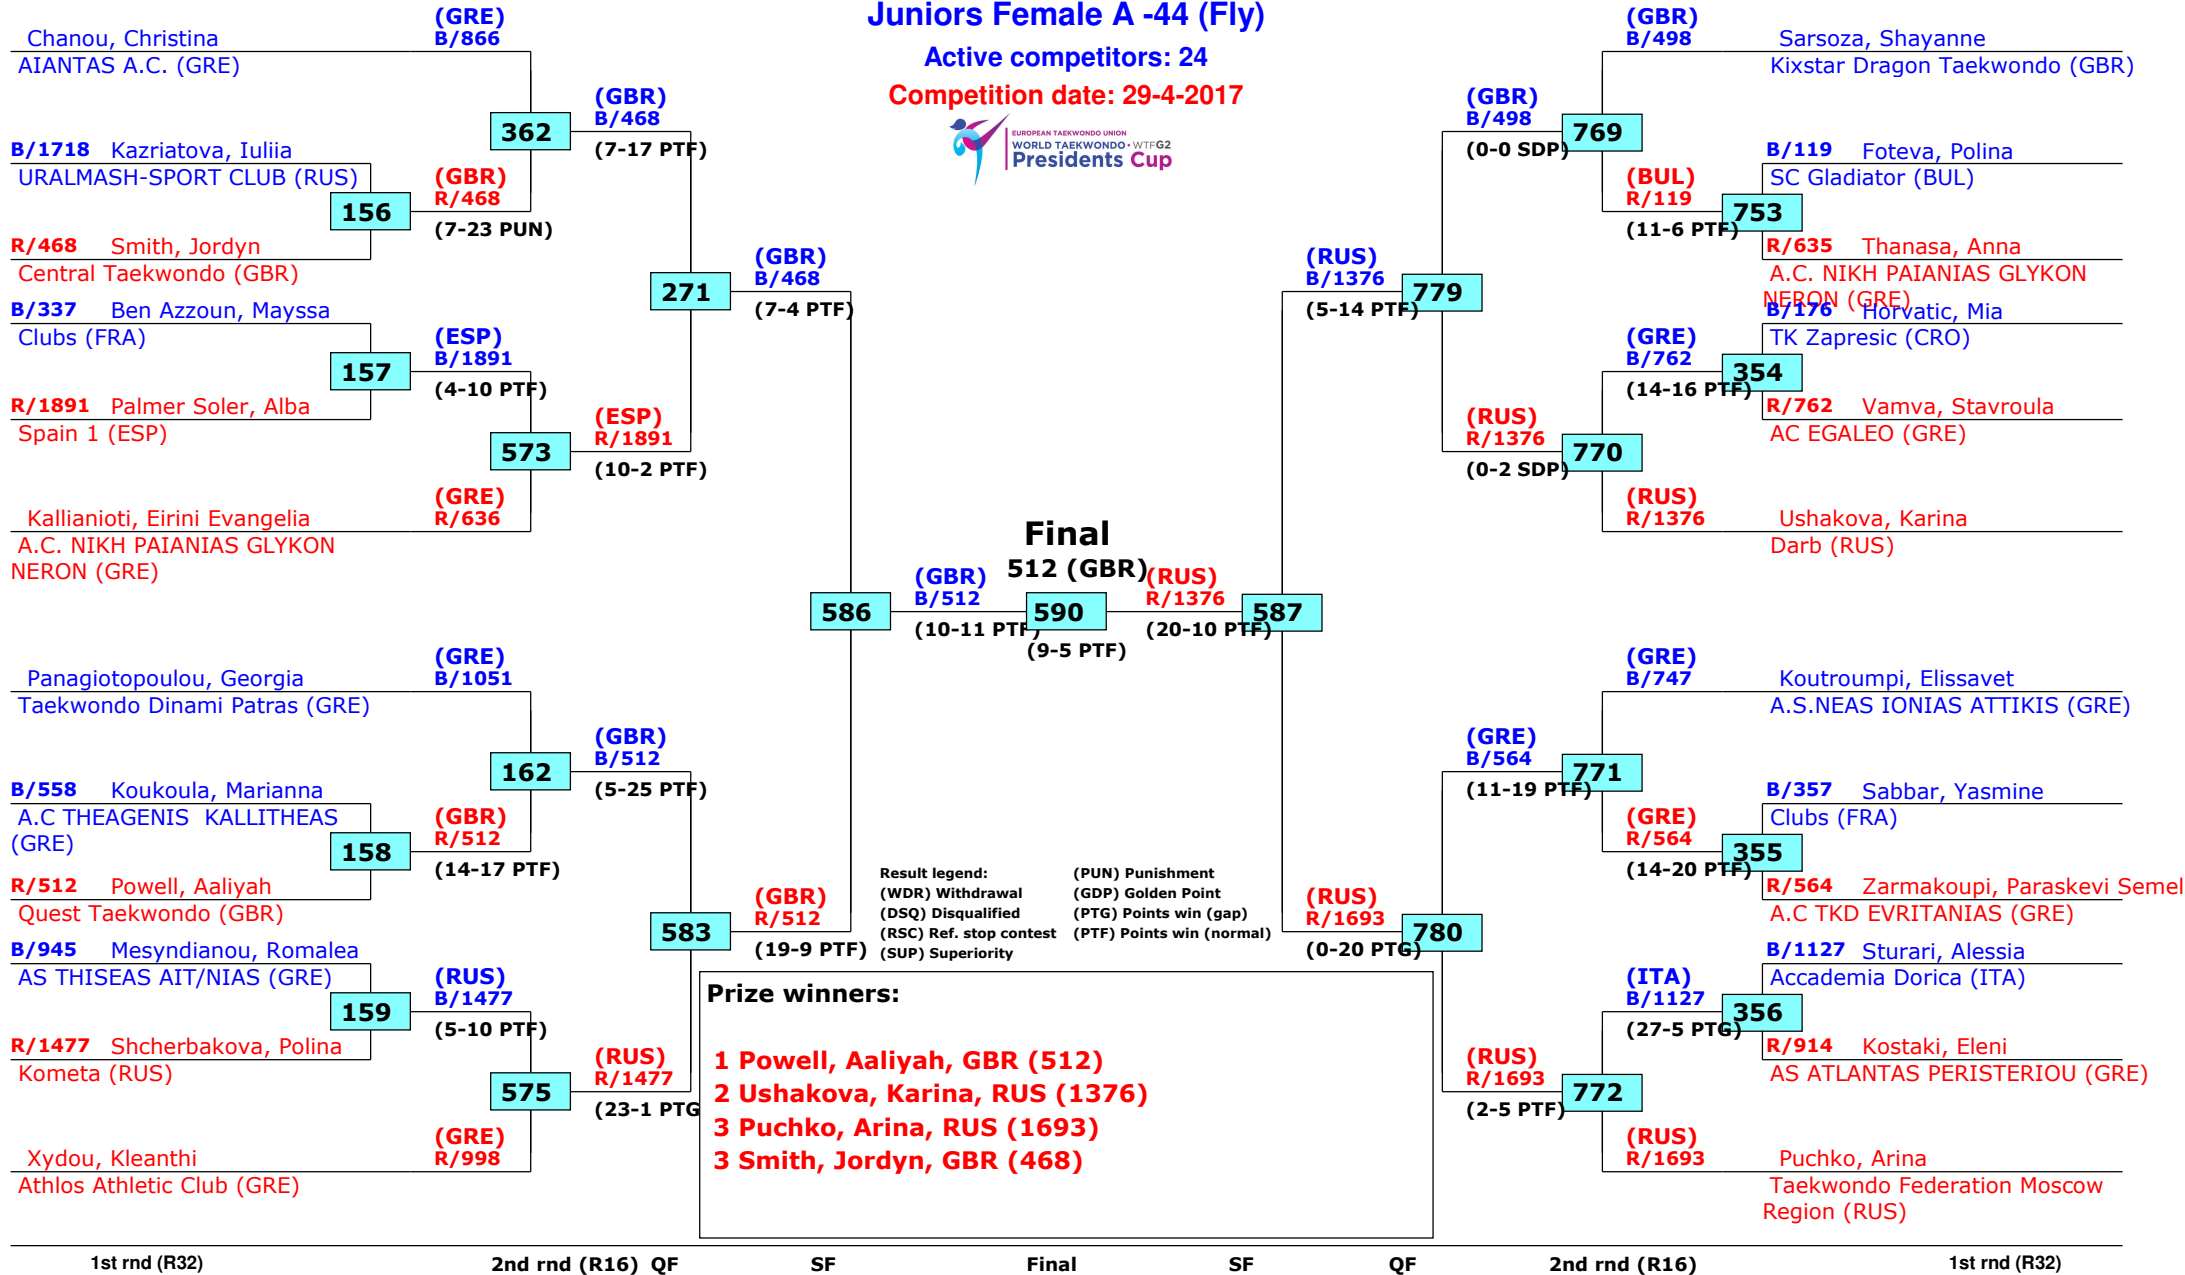 Juniors Female A -44 (Fly)
Active competitors: 24
Competition date: 29-4-2017
EUROPEAN TAEKWONDO UNION
WORLD TAEKWONDO • WTFG2
Presidents Cup
Chanou, Christina
AIANTAS A.C. (GRE)
(GRE)
B/866
B/1718 Kazriatova, Iuliia
URALMASH-SPORT CLUB (RUS)
156
R/468 Smith, Jordyn
Central Taekwondo (GBR)
(GBR)
R/468
(7-23 PUN)
362
(GBR)
B/468
(7-17 PTF)
B/337 Ben Azzoun, Mayssa
Clubs (FRA)
157
R/1891 Palmer Soler, Alba
Spain 1 (ESP)
(ESP)
B/1891
(4-10 PTF)
573
(ESP)
R/1891
(10-2 PTF)
Kallianioti, Eirini Evangelia
A.C. NIKH PAIANIAS GLYKON
NERON (GRE)
(GRE)
R/636
271
(GBR)
B/468
(7-4 PTF)
Panagiotopoulou, Georgia
Taekwondo Dinami Patras (GRE)
(GRE)
B/1051
B/558 Koukoula, Marianna
A.C THEAGENIS  KALLITHEAS
(GRE)
158
R/512 Powell, Aaliyah
Quest Taekwondo (GBR)
(GBR)
R/512
(14-17 PTF)
162
(GBR)
B/512
(5-25 PTF)
B/945 Mesyndianou, Romalea
AS THISEAS AIT/NIAS (GRE)
159
R/1477 Shcherbakova, Polina
Kometa (RUS)
(RUS)
B/1477
(5-10 PTF)
575
(RUS)
R/1477
(23-1 PTG
Xydou, Kleanthi
Athlos Athletic Club (GRE)
(GRE)
R/998
583
(GBR)
R/512
(19-9 PTF)
586
(GBR)
B/512
(10-11 PTF)
Final
512 (GBR)
590
(9-5 PTF)
(RUS)
R/1376
(20-10 PTF)
587
(RUS)
B/1376
(5-14 PTF)
779
(GBR)
B/498
(0-0 SDP)
769
(GBR)
B/498
Sarsoza, Shayanne
Kixstar Dragon Taekwondo (GBR)
(BUL)
R/119
(11-6 PTF)
753
B/119 Foteva, Polina
SC Gladiator (BUL)
R/635 Thanasa, Anna
A.C. NIKH PAIANIAS GLYKON
NERON (GRE)
B/176 Horvatic, Mia
TK Zapresic (CRO)
(GRE)
B/762
(14-16 PTF)
354
R/762 Vamva, Stavroula
AC EGALEO (GRE)
(RUS)
R/1376
(0-2 SDP)
770
(RUS)
R/1376
Ushakova, Karina
Darb (RUS)
(GRE)
B/747
Koutroumpi, Elissavet
A.S.NEAS IONIAS ATTIKIS (GRE)
(GRE)
B/564
(11-19 PTF)
771
B/357 Sabbar, Yasmine
Clubs (FRA)
(GRE)
R/564
(14-20 PTF)
355
R/564 Zarmakoupi, Paraskevi Semel
A.C TKD EVRITANIAS (GRE)
(RUS)
R/1693
(0-20 PTG)
780
B/1127 Sturari, Alessia
Accademia Dorica (ITA)
(ITA)
B/1127
(27-5 PTG)
356
R/914 Kostaki, Eleni
AS ATLANTAS PERISTERIOU (GRE)
(RUS)
R/1693
(2-5 PTF)
772
(RUS)
R/1693
Puchko, Arina
Taekwondo Federation Moscow
Region (RUS)
Result legend: (PUN) Punishment
(WDR) Withdrawal (GDP) Golden Point
(DSQ) Disqualified (PTG) Points win (gap)
(RSC) Ref. stop contest (PTF) Points win (normal)
(SUP) Superiority
Prize winners:
1 Powell, Aaliyah, GBR (512)
2 Ushakova, Karina, RUS (1376)
3 Puchko, Arina, RUS (1693)
3 Smith, Jordyn, GBR (468)
1st rnd (R32) 2nd rnd (R16) QF SF Final SF QF 2nd rnd (R16) 1st rnd (R32)